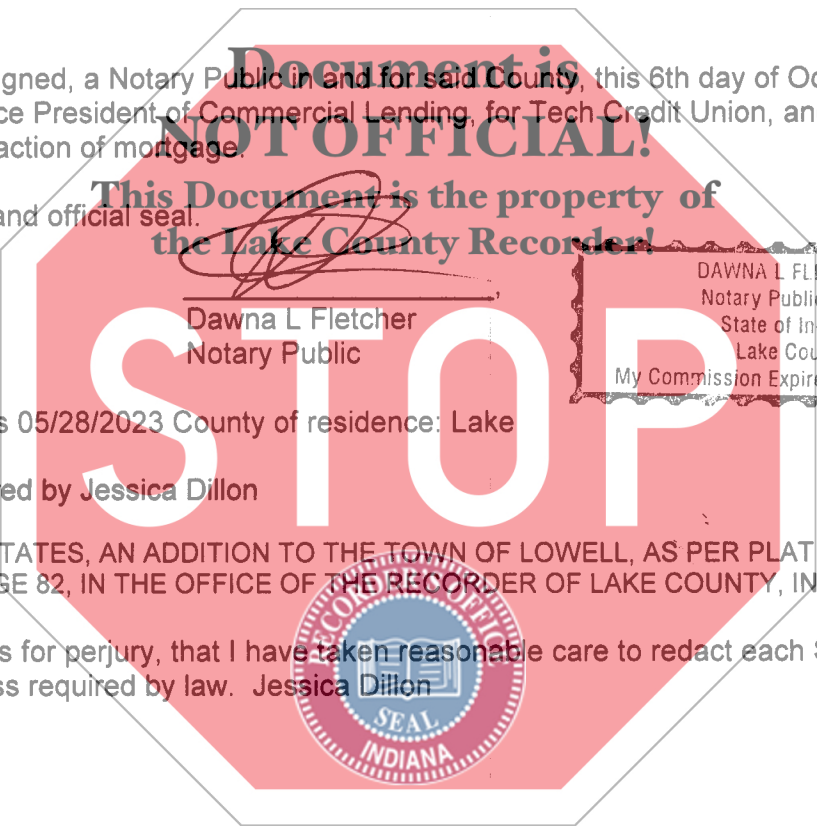 Document is
gned, a Notary Public in and for said County, this 6th day of Oc
ce President of Commercial Lending, for Tech Credit Union, an
NOT OFFICIAL!
action of mortgage.
This Document is the property of
and official seal.
the Lake County Recorder!
DAWNA L FLE
Notary Public
State of In
Lake Cou
My Commission Expire
Dawna L Fletcher
Notary Public
STOP
s 05/28/2023 County of residence: Lake
ed by Jessica Dillon
TATES, AN ADDITION TO THE TOWN OF LOWELL, AS PER PLAT
GE 82, IN THE OFFICE OF THE RECORDER OF LAKE COUNTY, IN
s for perjury, that I have taken reasonable care to redact each S
ss required by law. Jessica Dillon
RECORDER'S OFFICE
SEAL
INDIANA